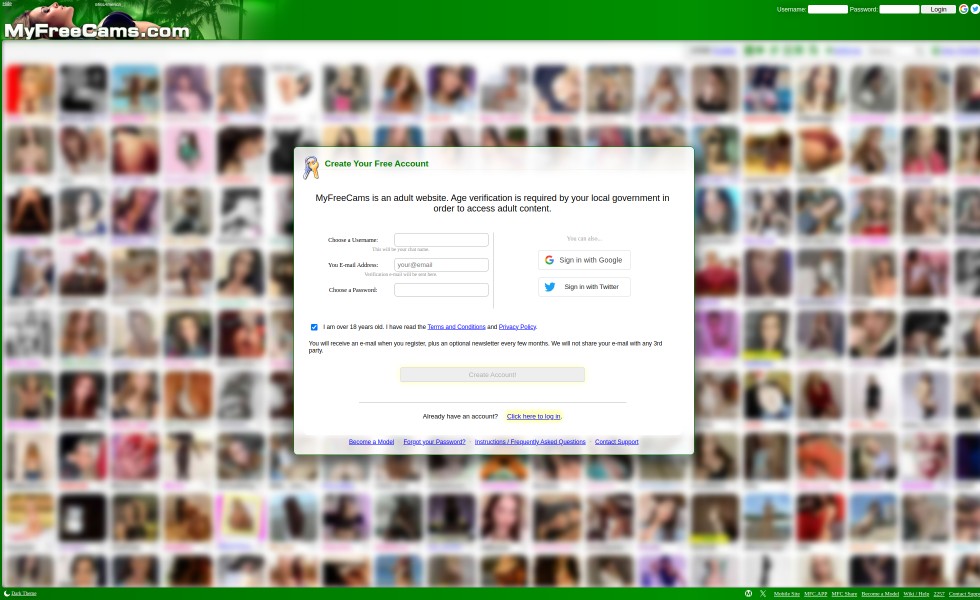 Username:
Password:
Login
MyFreeCams.com
Create Your Free Account
MyFreeCams is an adult website. Age verification is required by your local government in
order to access adult content.
Choose a Username:
This will be your chat name.
You E-mail Address:
your@email
Verification e-mail will be sent here.
Choose a Password:
You can also...
Sign in with Google
Sign in with Twitter
I am over 18 years old. I have read the Terms and Conditions and Privacy Policy.
You will receive an e-mail when you register, plus an optional newsletter every few months. We will not share your e-mail with any 3rd
party.
Create Account!
Already have an account? Click here to log in.
Become a Model - Forgot your Password? - Instructions / Frequently Asked Questions - Contact Support
Dark Theme
Mobile Site MFC.APP MFC Share Become a Model Wiki / Help 2257 Contact